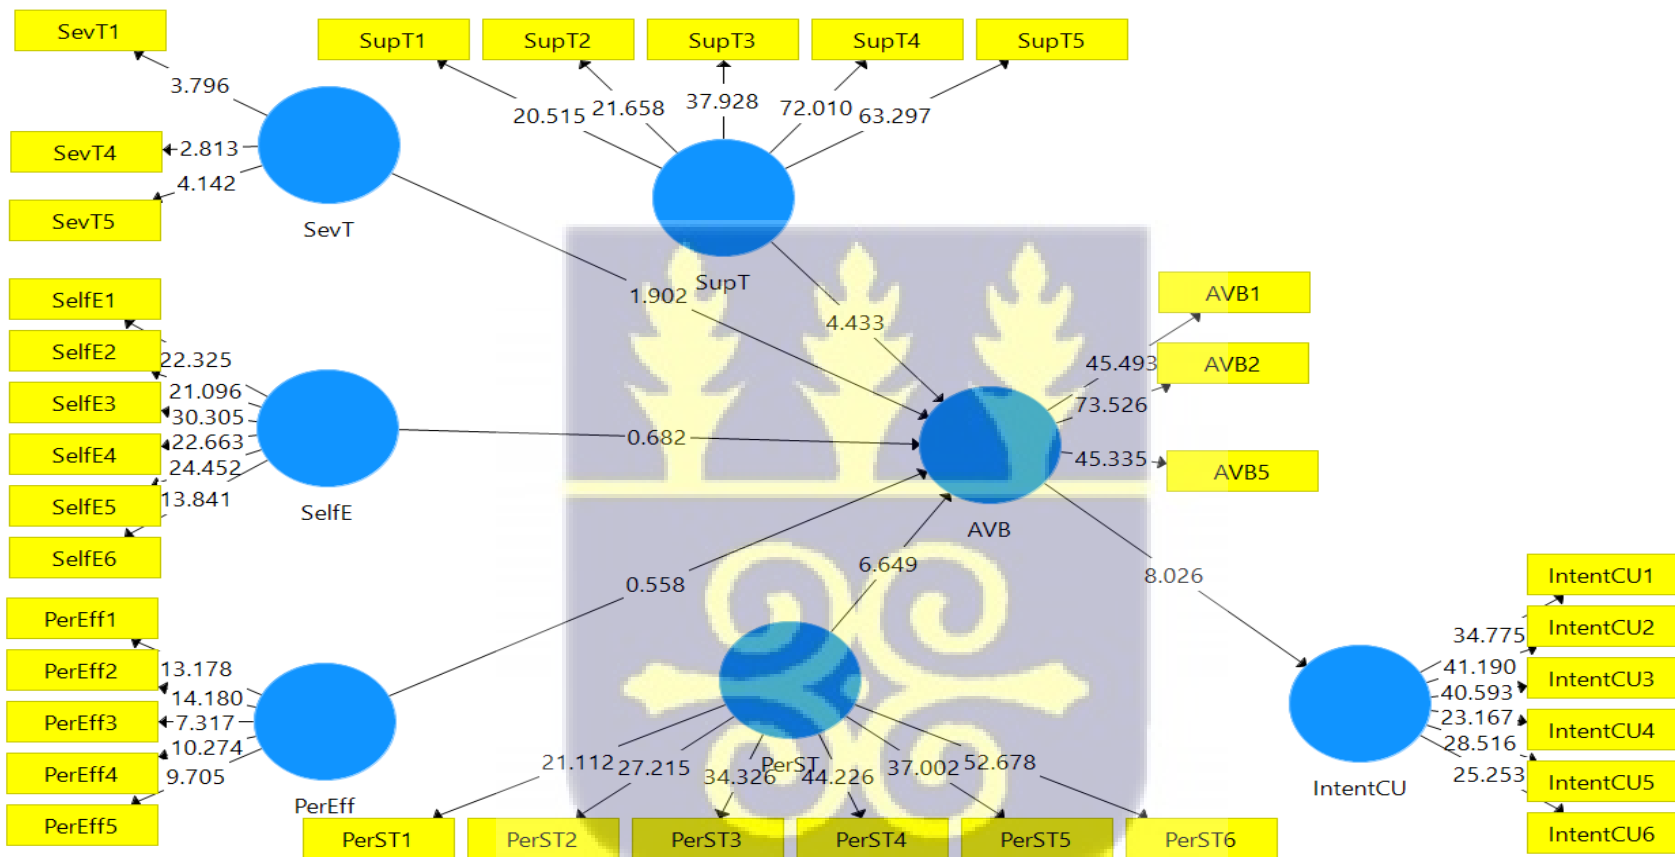 SevT1
SupT1 SupT2 SupT3 SupT4 SupT5
3.796
20.515 21.658 37.928 72.010 63.297
SevT4
2.813
4.142
SevT5
SevT
SupT
SelfE1
SelfE2
SelfE3
SelfE4
SelfE5
SelfE6
22.325
21.096
30.305
22.663
24.452
13.841
SelfE
1.902
4.433
0.682
0.558
6.649
AVB1
AVB2
AVB5
45.493
73.526
45.335
AVB
8.026
PerEff1
PerEff2
PerEff3
PerEff4
PerEff5
13.178
14.180
7.317
10.274
9.705
PerEff
PerST
21.112 27.215 34.326 44.226 37.002 52.678
PerST1 PerST2 PerST3 PerST4 PerST5 PerST6
IntentCU1
IntentCU2
IntentCU3
IntentCU4
IntentCU5
IntentCU6
34.775
41.190
40.593
23.167
28.516
25.253
IntentCU